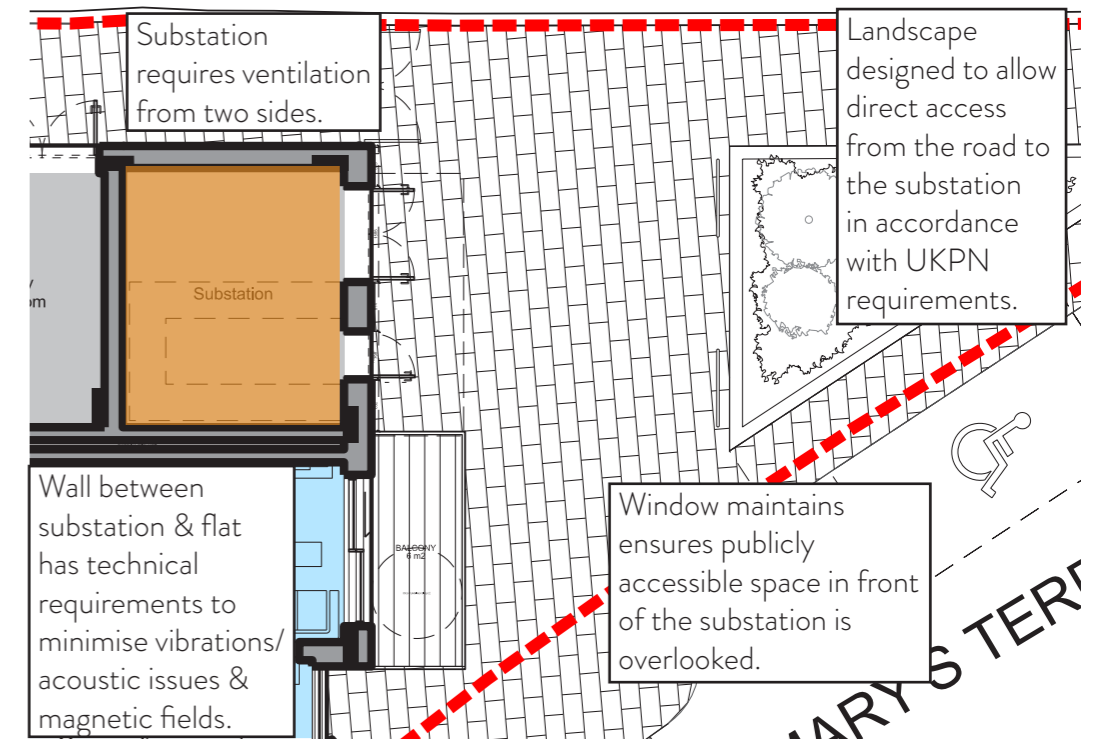 Substation
requires ventilation
from two sides.
Landscape
designed to allow
direct access
from the road to
the substation
in accordance
with UKPN
requirements.
om
Substation
Wall between
substation & flat
has technical
requirements to
minimise vibrations/
acoustic issues &
magnetic fields.
BALCONY
6 m2
Window maintains
ensures publicly
accessible space in front
of the substation is
overlooked.
MARY'S TERR